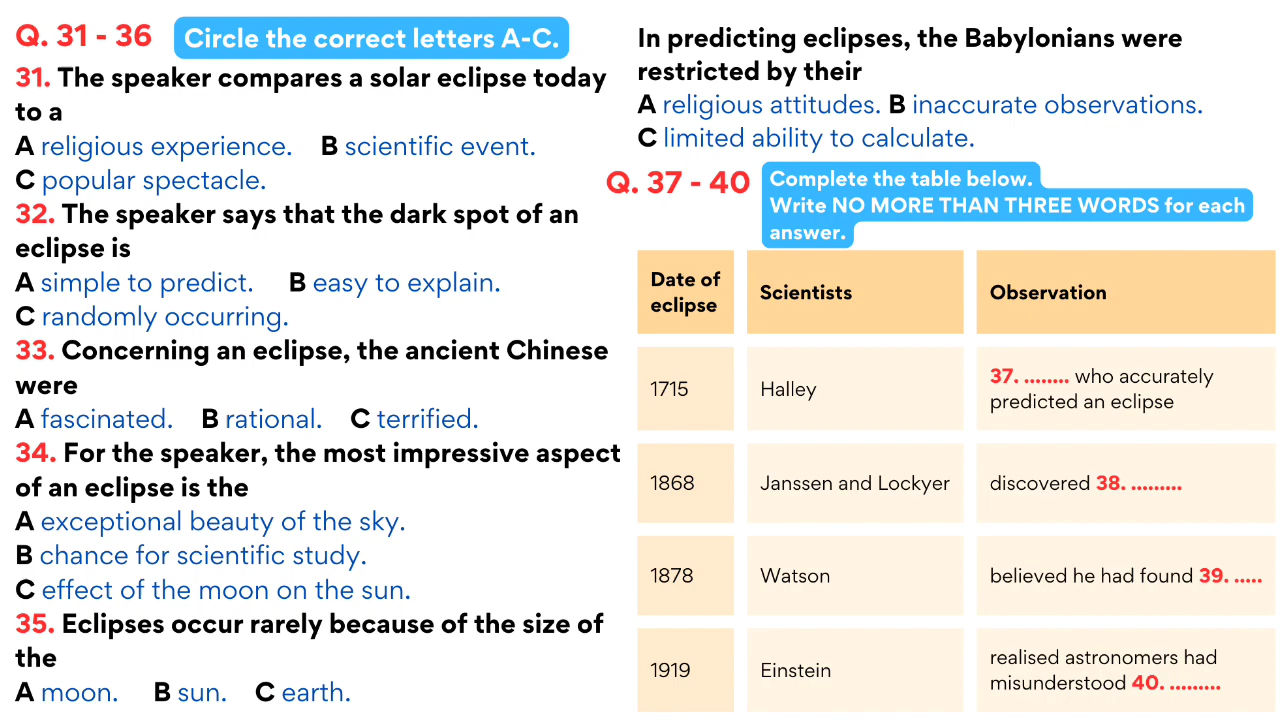 Q. 31 - 36 Circle the correct letters A-C.
31. The speaker compares a solar eclipse today
to a
A religious experience. B scientific event.
C popular spectacle.
32. The speaker says that the dark spot of an
eclipse is
A simple to predict. B easy to explain.
C randomly occurring.
33. Concerning an eclipse, the ancient Chinese
were
A fascinated. B rational. C terrified.
34. For the speaker, the most impressive aspect
of an eclipse is the
A exceptional beauty of the sky.
B chance for scientific study.
C effect of the moon on the sun.
35. Eclipses occur rarely because of the size of
the
A moon. B sun. C earth.
In predicting eclipses, the Babylonians were
restricted by their
A religious attitudes. B inaccurate observations.
C limited ability to calculate.
Q. 37 - 40 Complete the table below.
Write NO MORE THAN THREE WORDS for each
answer.
Date of
eclipse
Scientists
Observation
1715
Halley
37. ........ who accurately
predicted an eclipse
1868
Janssen and Lockyer
discovered 38. .........
1878
Watson
believed he had found 39. .....
1919
Einstein
realised astronomers had
misunderstood 40. .........